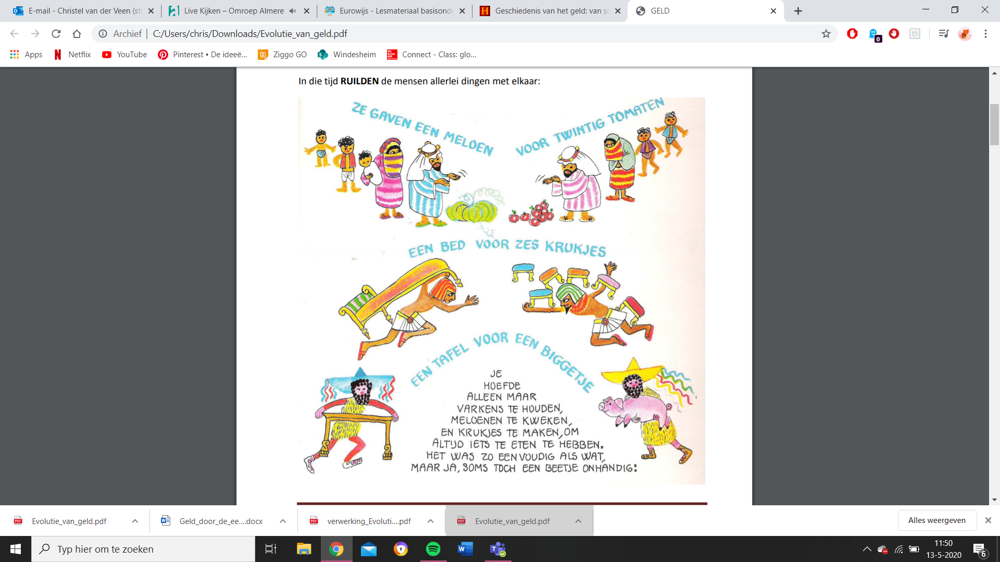 E-mail - Christel van der Veen (st
Live Kijken – Omroep Almere
Eurowijs - Lesmateriaal basisonde
Geschiedenis van het geld: van s
GELD
Archief | C:/Users/chris/Downloads/Evolutie_van_geld.pdf
0
Apps
Netflix
YouTube
Pinterest • De ideeë...
Ziggo GO
Windesheim
Connect - Class: glo...
In die tijd RUILDEN de mensen allerlei dingen met elkaar:
ZE GAVEN EEN MELOEN VOOR TWINTIG TOMATEN
EEN BED VOOR ZES KRUKJES
EEN TAFEL VOOR EEN BIGGETJE
JE
HOEFDE
ALLEEN MAAR
VARKENS TE HOUDEN,
MELOENEN TE KWEKEN,
EN KRUKJES TE MAKEN, OM
ALTIJD IETS TE ETEN TE HEBBEN.
HET WAS ZO EENVOUDIG ALS WAT,
MAAR JA, SOMS TOCH EEN BEETJE ONHANDIG:
Evolutie_van_geld.pdf
Geld_door_de_ee....docx
verwerking_Evoluti....pdf
Evolutie_van_geld.pdf
Alles weergeven
Typ hier om te zoeken
11:50
13-5-2020
6